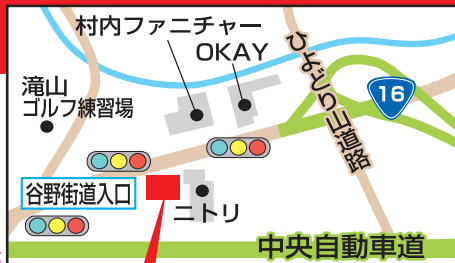 村内ファニチャー
OKAY
ひよどり山道路
16
滝山
ゴルフ練習場
谷野街道入口
ニトリ
中央自動車道